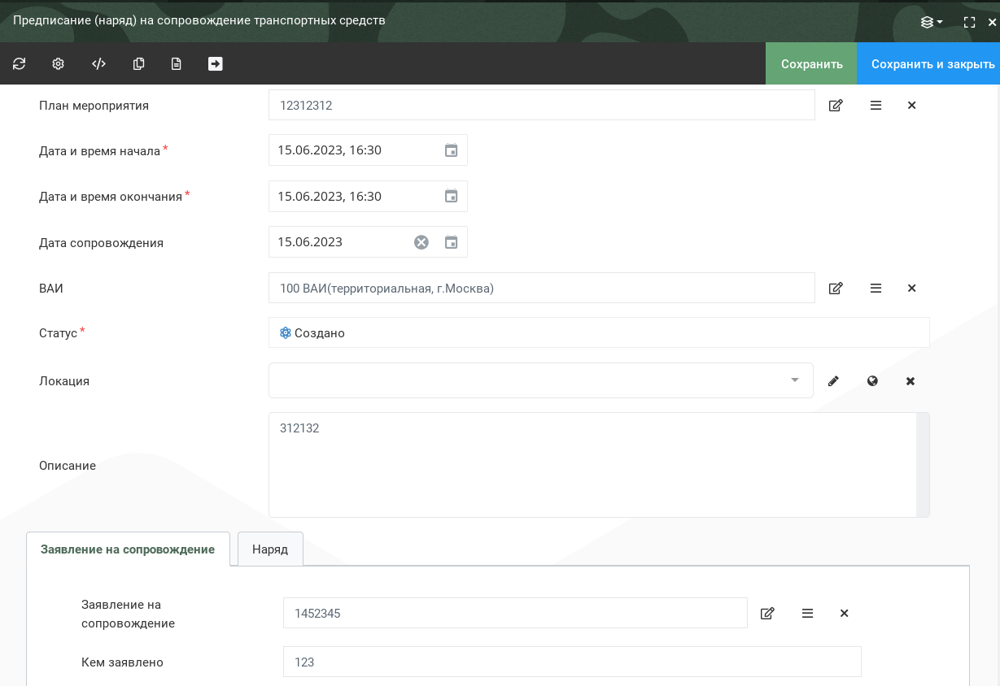 Предписание (наряд) на сопровождение транспортных средств
Сохранить
Сохранить и закрыть
План мероприятия
12312312
Дата и время начала *
15.06.2023, 16:30
Дата и время окончания *
15.06.2023, 16:30
Дата сопровождения
15.06.2023
ВАИ
100 ВАИ(территориальная, г.Москва)
Статус *
Создано
Локация
Описание
312132
Заявление на сопровождение
Наряд
Заявление на
сопровождение
1452345
Кем заявлено
123